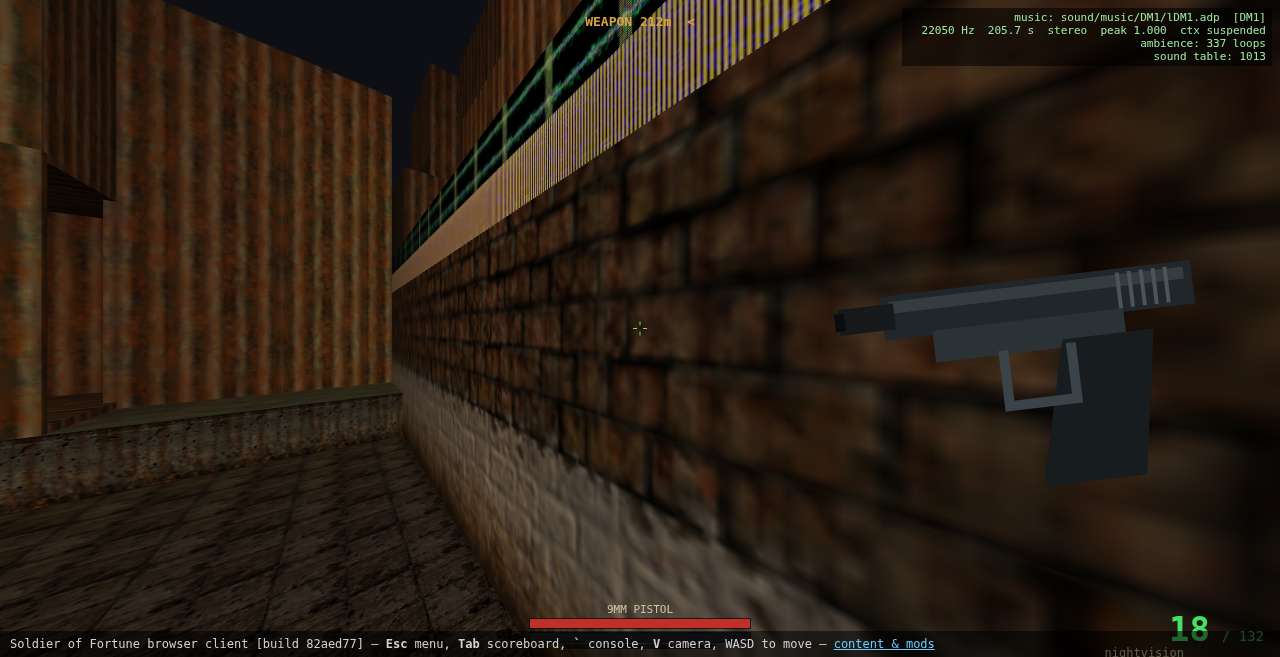 WEAPON 212m <
music: sound/music/DM1/lDM1.adp [DM1]
22050 Hz 205.7 s stereo peak 1.000 ctx suspended
ambience: 337 loops
sound table: 1013
9MM PISTOL
18 / 132
Soldier of Fortune browser client [build 82aed77] — Esc menu, Tab scoreboard, ` console, V camera, WASD to move — content & mods
nightvision